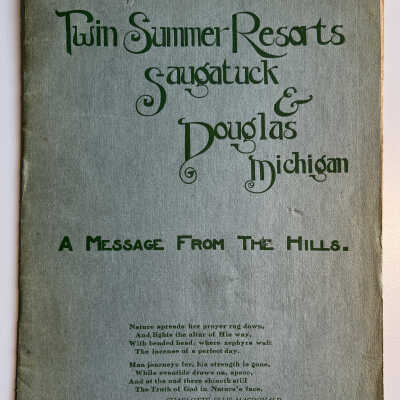 Twin Summer Resorts
Saugatuck
&
Douglas
Michigan
A MESSAGE FROM THE HILLS.
Nature spreads her prayer rug down,
And lights the altar of His way,
With bended head, where zephyrs wait
The incense of a perfect day.
Man journeys far, his strength is gone,
While eventide draws on, apace,
And at the end there shineth still
The Truth of God in Nature's face.